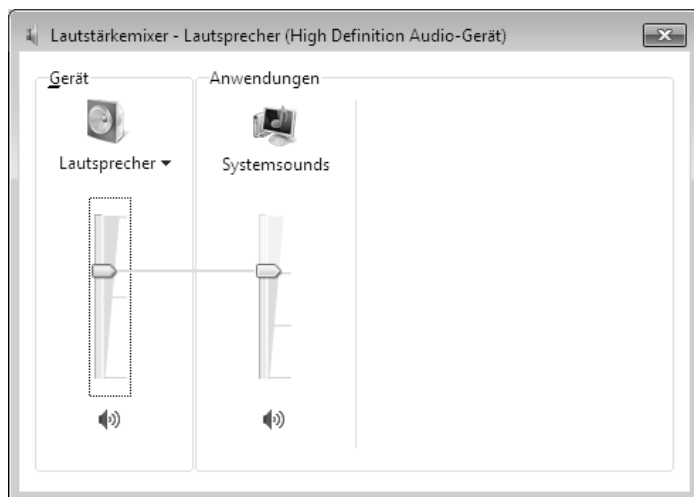 Lautstärkemixer - Lautsprecher (High Definition Audio-Gerät)
Gerät
Anwendungen
Lautsprecher
Systemsounds